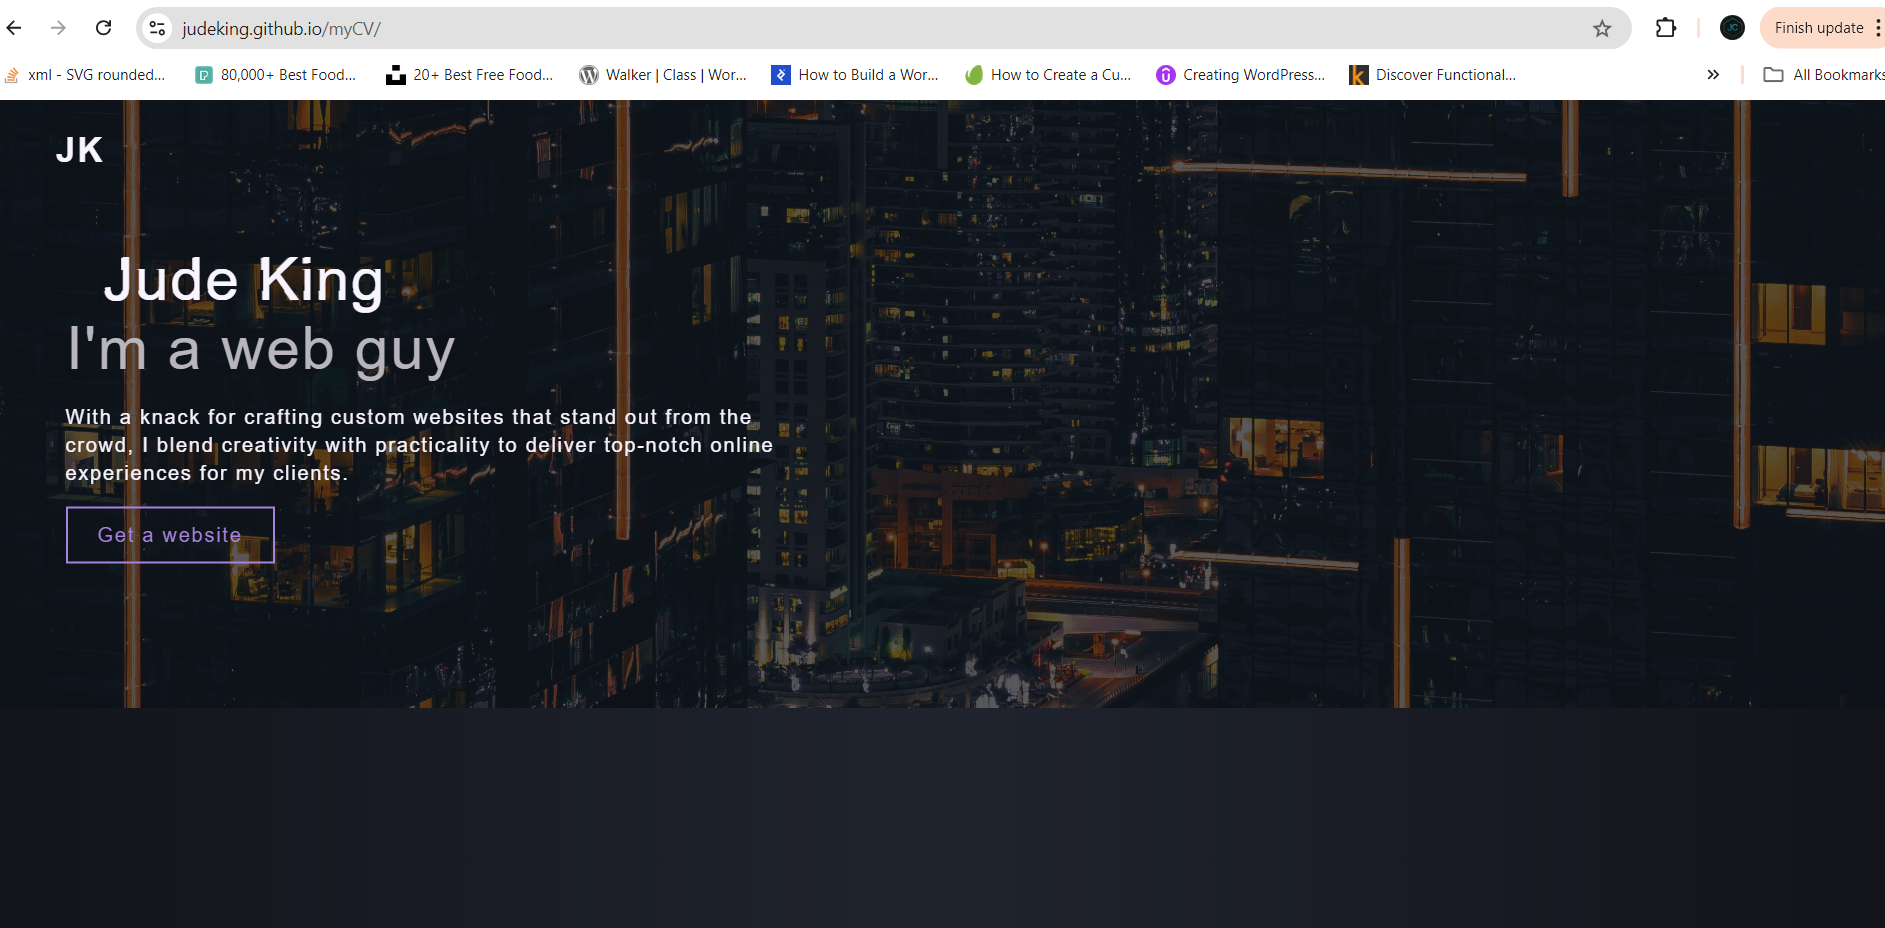 judeking.github.io/myCV/
Finish update
xml - SVG rounded...
80,000+ Best Food...
20+ Best Free Food...
Walker | Class | Wor...
How to Build a Wor...
How to Create a Cu...
Creating WordPress...
Discover Functional...
All Bookmarks
JK
Jude King
I'm a web guy
With a knack for crafting custom websites that stand out from the
crowd, I blend creativity with practicality to deliver top-notch online
experiences for my clients.
Get a website